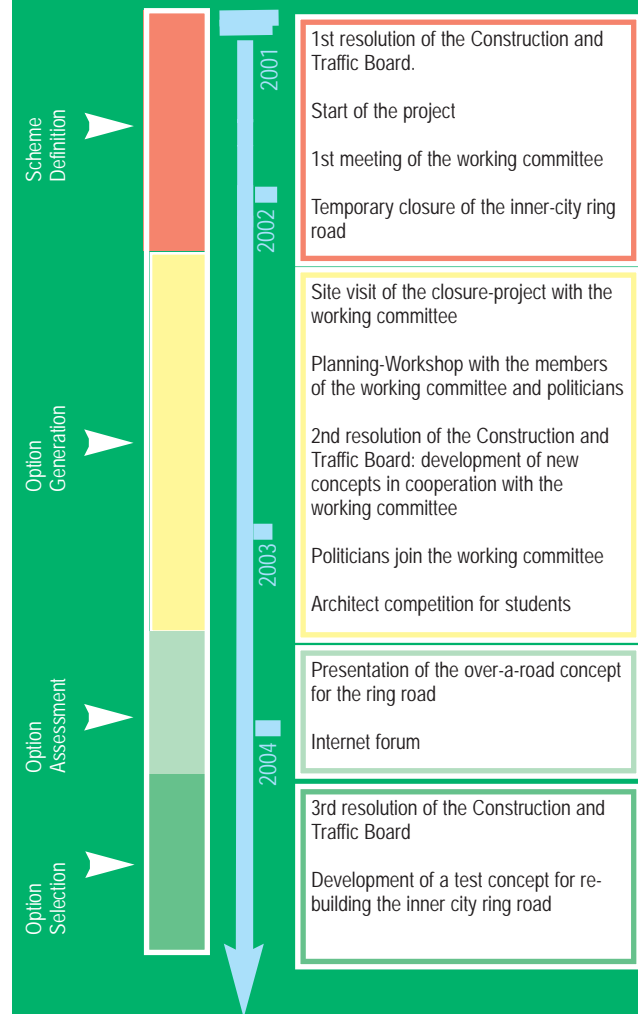 Scheme
Definition
2001
2002
1st resolution of the Construction and
Traffic Board.
Start of the project
1st meeting of the working committee
Temporary closure of the inner-city ring
road
Option
Generation
2003
Site visit of the closure-project with the
working committee
Planning-Workshop with the members
of the working committee and politicians
2nd resolution of the Construction and
Traffic Board: development of new
concepts in cooperation with the
working committee
Politicians join the working committee
Architect competition for students
Option
Assessment
2004
Presentation of the over-a-road concept
for the ring road
Internet forum
Option
Selection
3rd resolution of the Construction and
Traffic Board
Development of a test concept for re-
building the inner city ring road